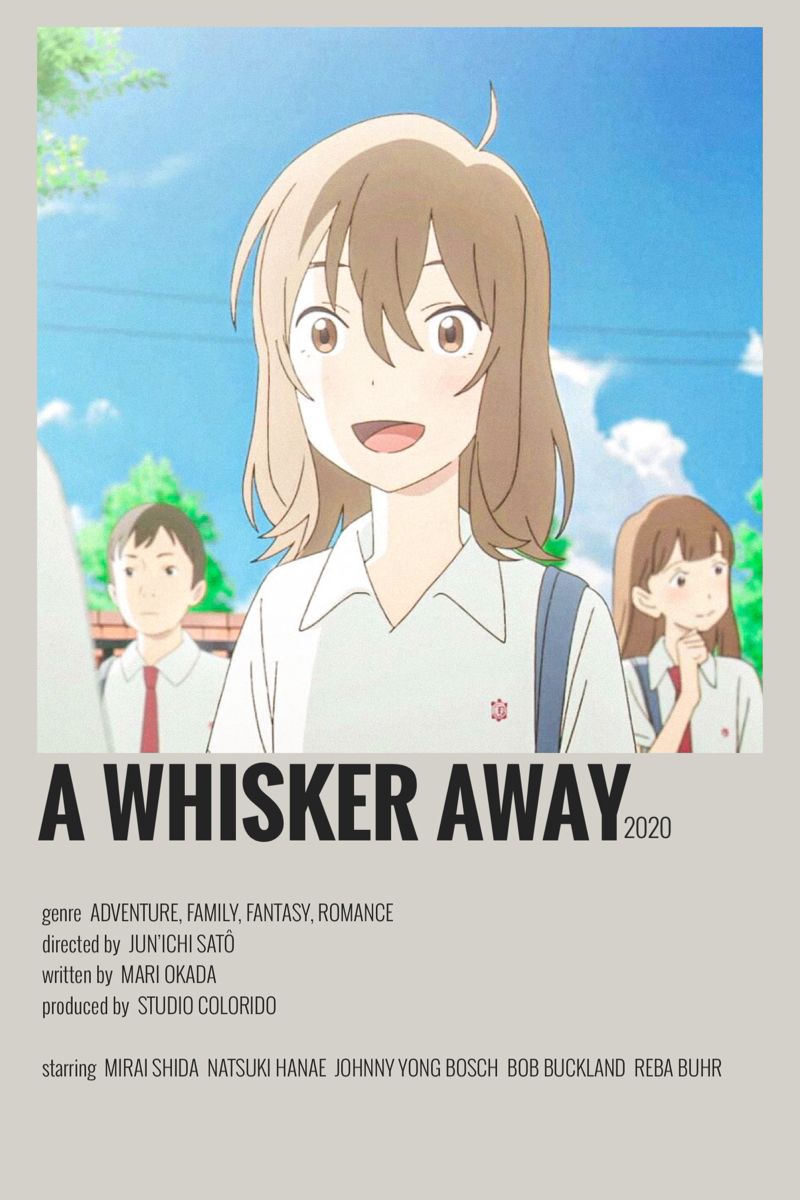 A WHISKER AWAY 2020
genre ADVENTURE, FAMILY, FANTASY, ROMANCE
directed by JUN'ICHI SATÔ
written by MARI OKADA
produced by STUDIO COLORIDO
starring MIRAI SHIDA NATSUKI HANAE JOHNNY YONG BOSCH BOB BUCKLAND REBA BUHR